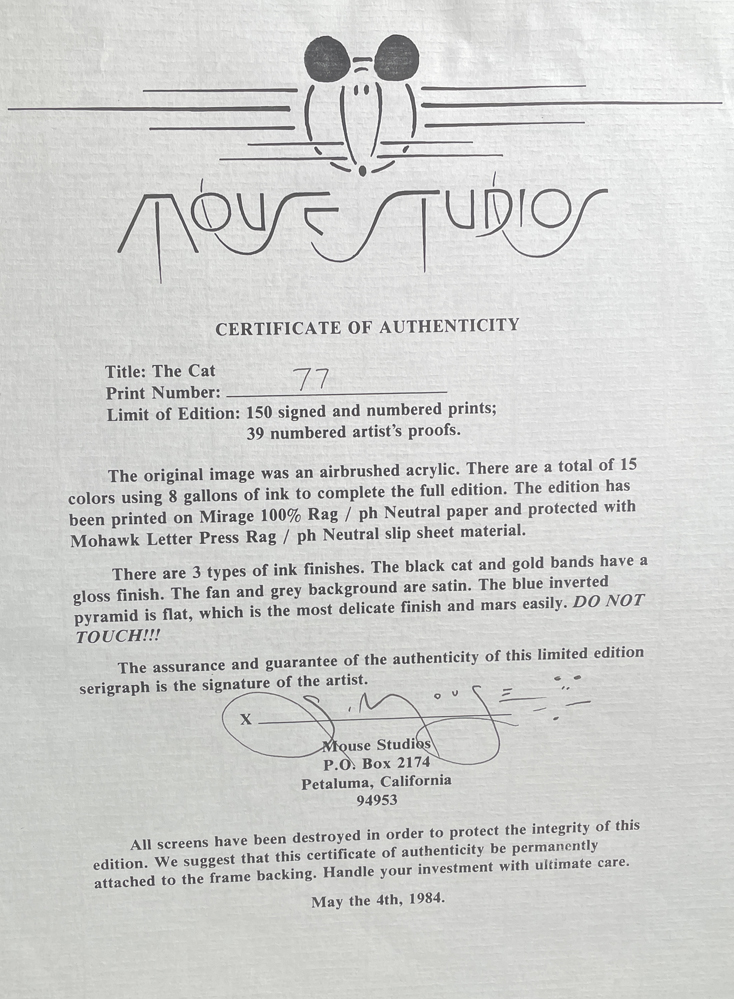 MOUSE STUDIOS
CERTIFICATE OF AUTHENTICITY
Title: The Cat
Print Number: 77
Limit of Edition: 150 signed and numbered prints;
39 numbered artist's proofs.
The original image was an airbrushed acrylic. There are a total of 15
colors using 8 gallons of ink to complete the full edition. The edition has
been printed on Mirage 100% Rag / ph Neutral paper and protected with
Mohawk Letter Press Rag / ph Neutral slip sheet material.
There are 3 types of ink finishes. The black cat and gold bands have a
gloss finish. The fan and grey background are satin. The blue inverted
pyramid is flat, which is the most delicate finish and mars easily. DO NOT
TOUCH!!!
The assurance and guarantee of the authenticity of this limited edition
serigraph is the signature of the artist.
X S. Mouse
Mouse Studios
P.O. Box 2174
Petaluma, California
94953
All screens have been destroyed in order to protect the integrity of this
edition. We suggest that this certificate of authenticity be permanently
attached to the frame backing. Handle your investment with ultimate care.
May the 4th, 1984.